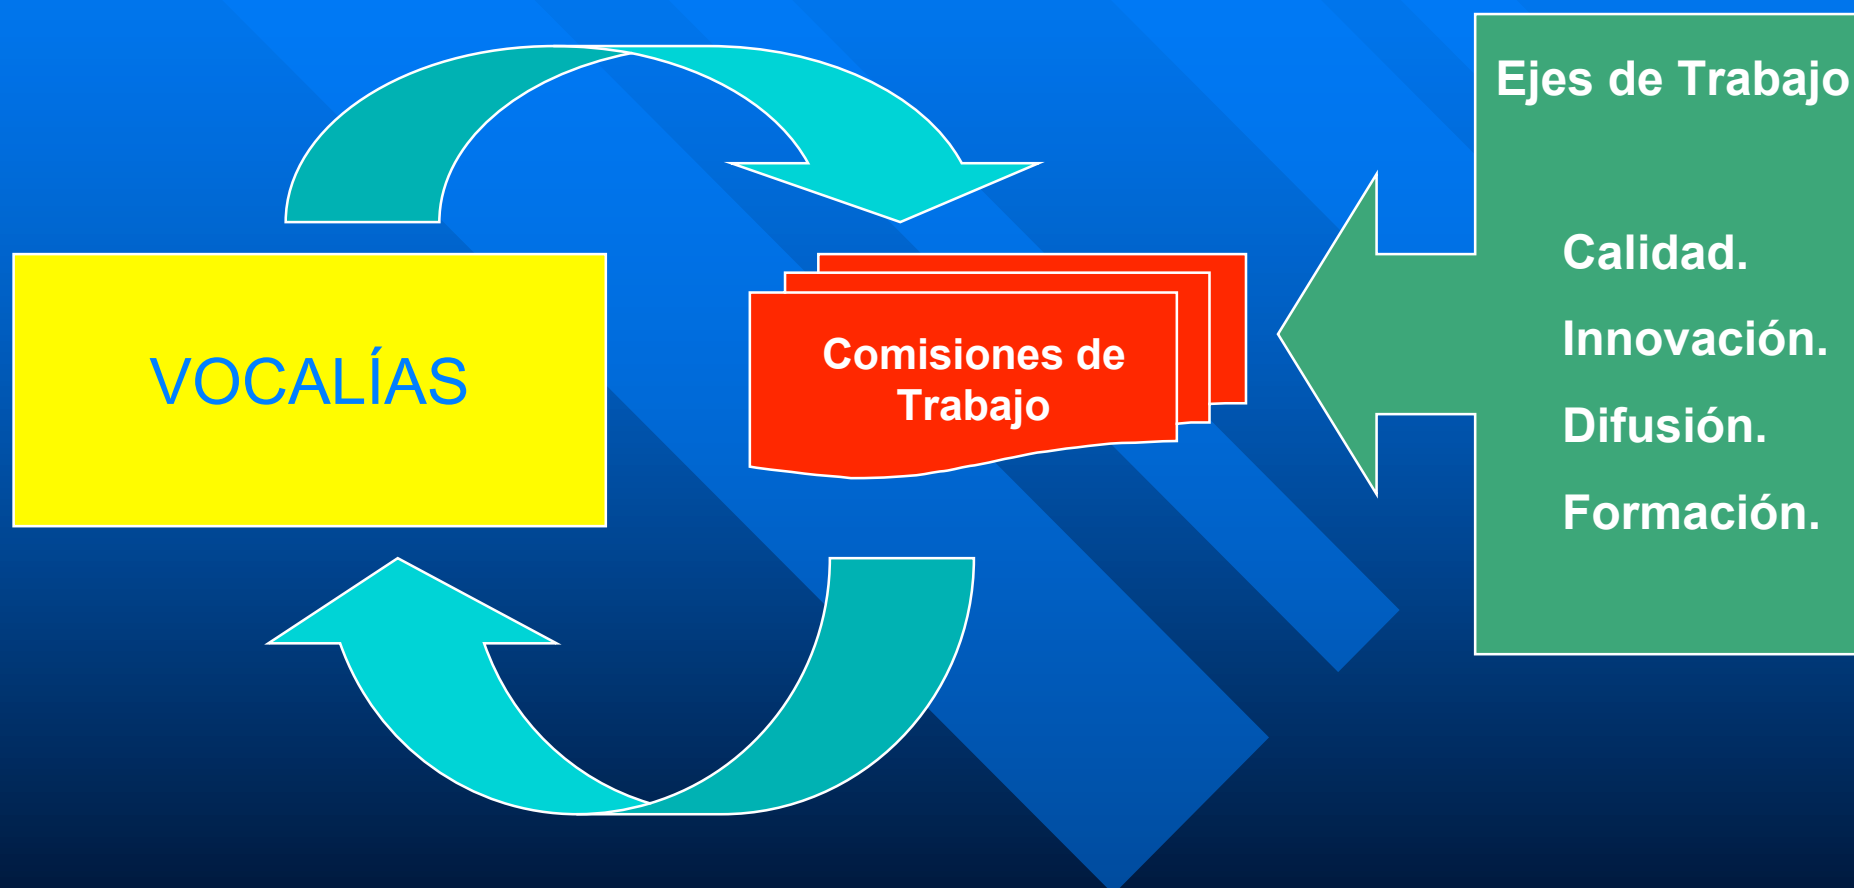 VOCALÍAS
Comisiones de
Trabajo
Ejes de Trabajo
Calidad.
Innovación.
Difusión.
Formación.